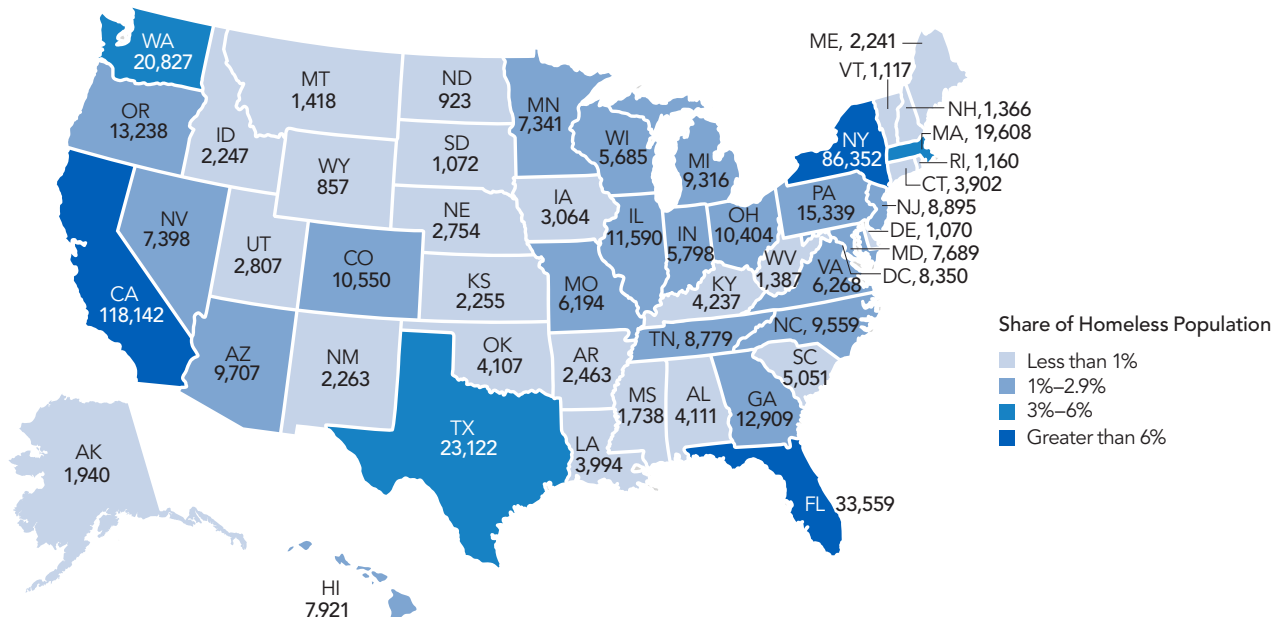 WA
20,827
OR
13,238
CA
118,142
NV
7,398
ID
2,247
MT
1,418
WY
857
UT
2,807
AZ
9,707
CO
10,550
NM
2,263
ND
923
SD
1,072
NE
2,754
KS
2,255
OK
4,107
TX
23,122
MN
7,341
IA
3,064
MO
6,194
AR
2,463
LA
3,994
WI
5,685
IL
11,590
MI
9,316
IN
5,798
OH
10,404
KY
4,237
TN, 8,779
MS
1,738
AL
4,111
GA
12,909
FL 33,559
SC
5,051
NC, 9,559
VA
6,268
WV
1,387
PA
15,339
NY
86,352
ME, 2,241
VT, 1,117
NH, 1,366
MA, 19,608
RI, 1,160
CT, 3,902
NJ, 8,895
DE, 1,070
MD, 7,689
DC, 8,350
AK
1,940
HI
7,921
Share of Homeless Population
Less than 1%
1%–2.9%
3%–6%
Greater than 6%